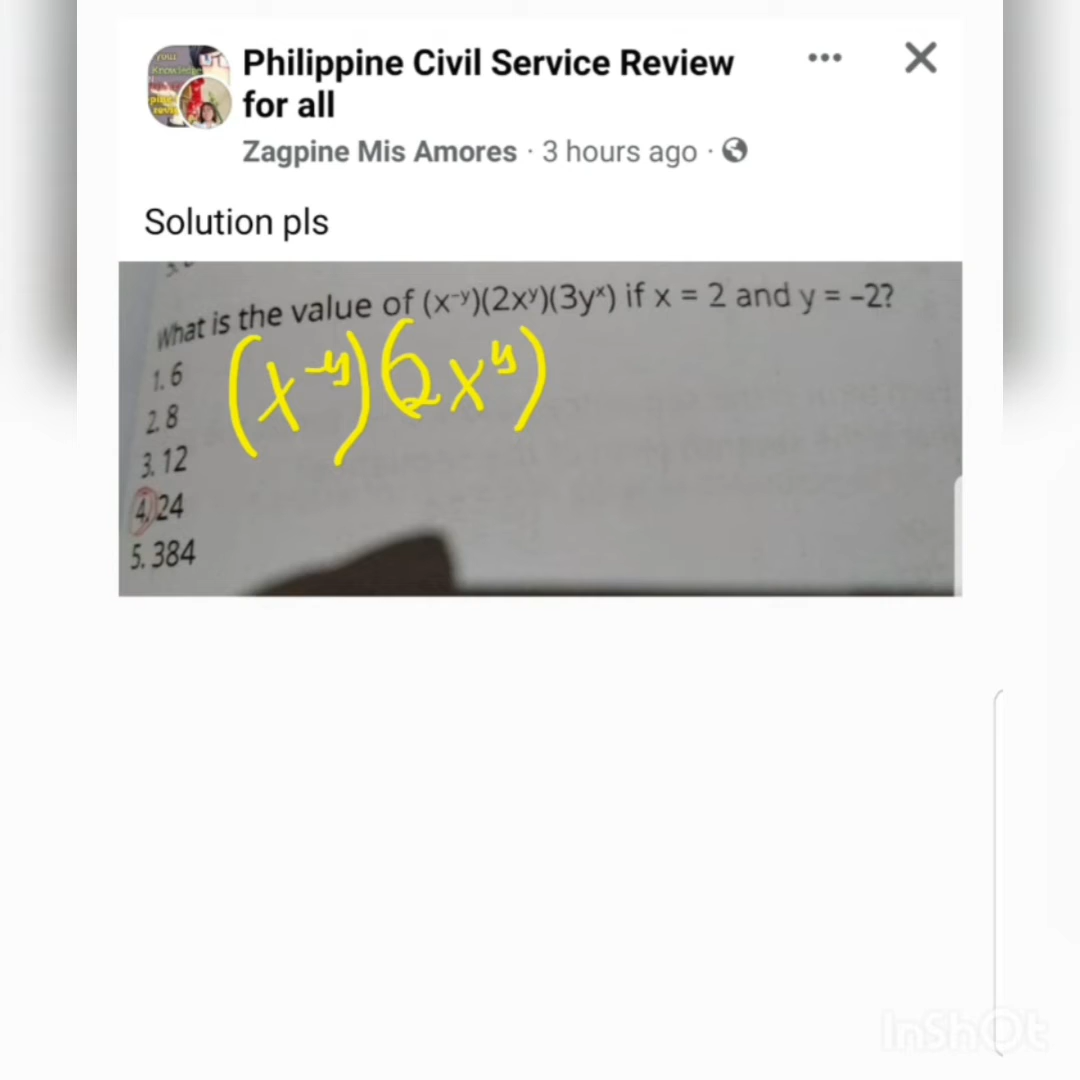 Philippine Civil Service Review
for all
Zagpine Mis Amores · 3 hours ago ·
Solution pls
What is the value of (x⁻ʸ)(2xʸ)(3yˣ) if x = 2 and y = -2?
(x⁻ʸ)(2xʸ)
1. 6
2. 8
3. 12
4. 24
5. 384
InShOt